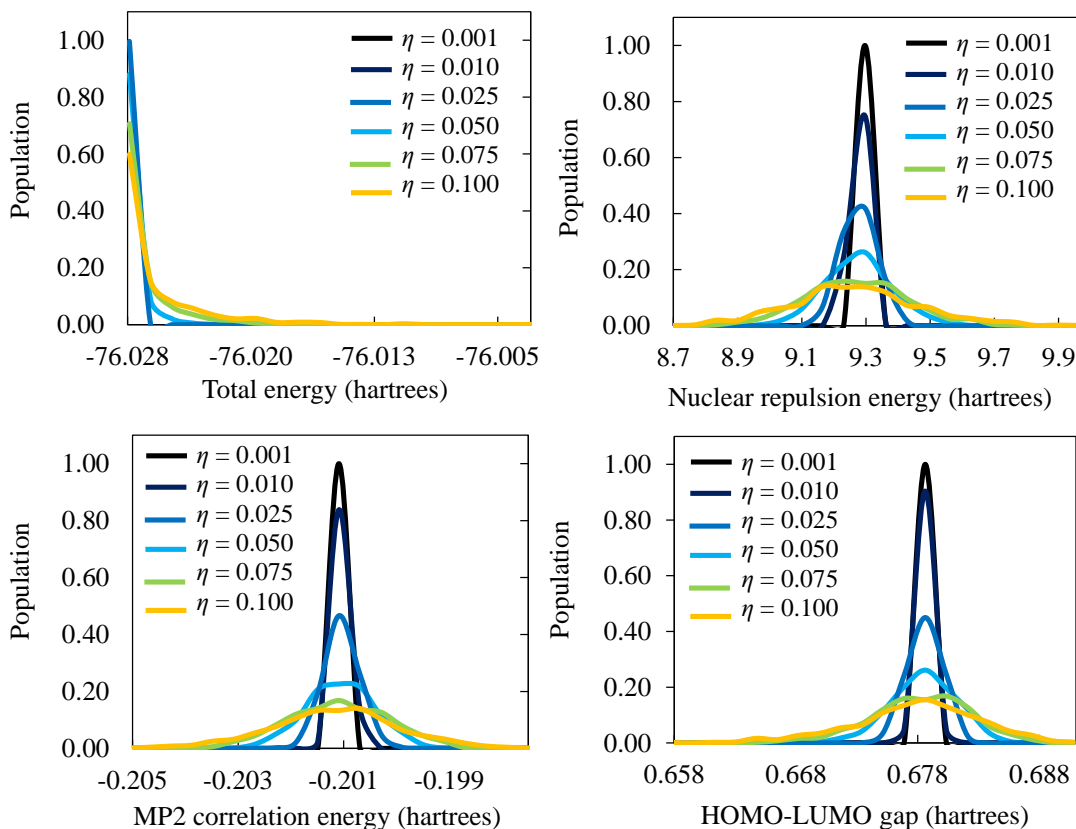 1.00
0.80
0.60
0.40
0.20
0.00
Population
η = 0.001
η = 0.010
η = 0.025
η = 0.050
η = 0.075
η = 0.100
-76.028
-76.020
-76.013
-76.005
Total energy (hartrees)
1.00
0.80
0.60
0.40
0.20
0.00
Population
η = 0.001
η = 0.010
η = 0.025
η = 0.050
η = 0.075
η = 0.100
8.7
8.9
9.1
9.3
9.5
9.7
9.9
Nuclear repulsion energy (hartrees)
1.00
0.80
0.60
0.40
0.20
0.00
Population
η = 0.001
η = 0.010
η = 0.025
η = 0.050
η = 0.075
η = 0.100
-0.205
-0.203
-0.201
-0.199
MP2 correlation energy (hartrees)
1.00
0.80
0.60
0.40
0.20
0.00
Population
η = 0.001
η = 0.010
η = 0.025
η = 0.050
η = 0.075
η = 0.100
0.658
0.668
0.678
0.688
HOMO-LUMO gap (hartrees)